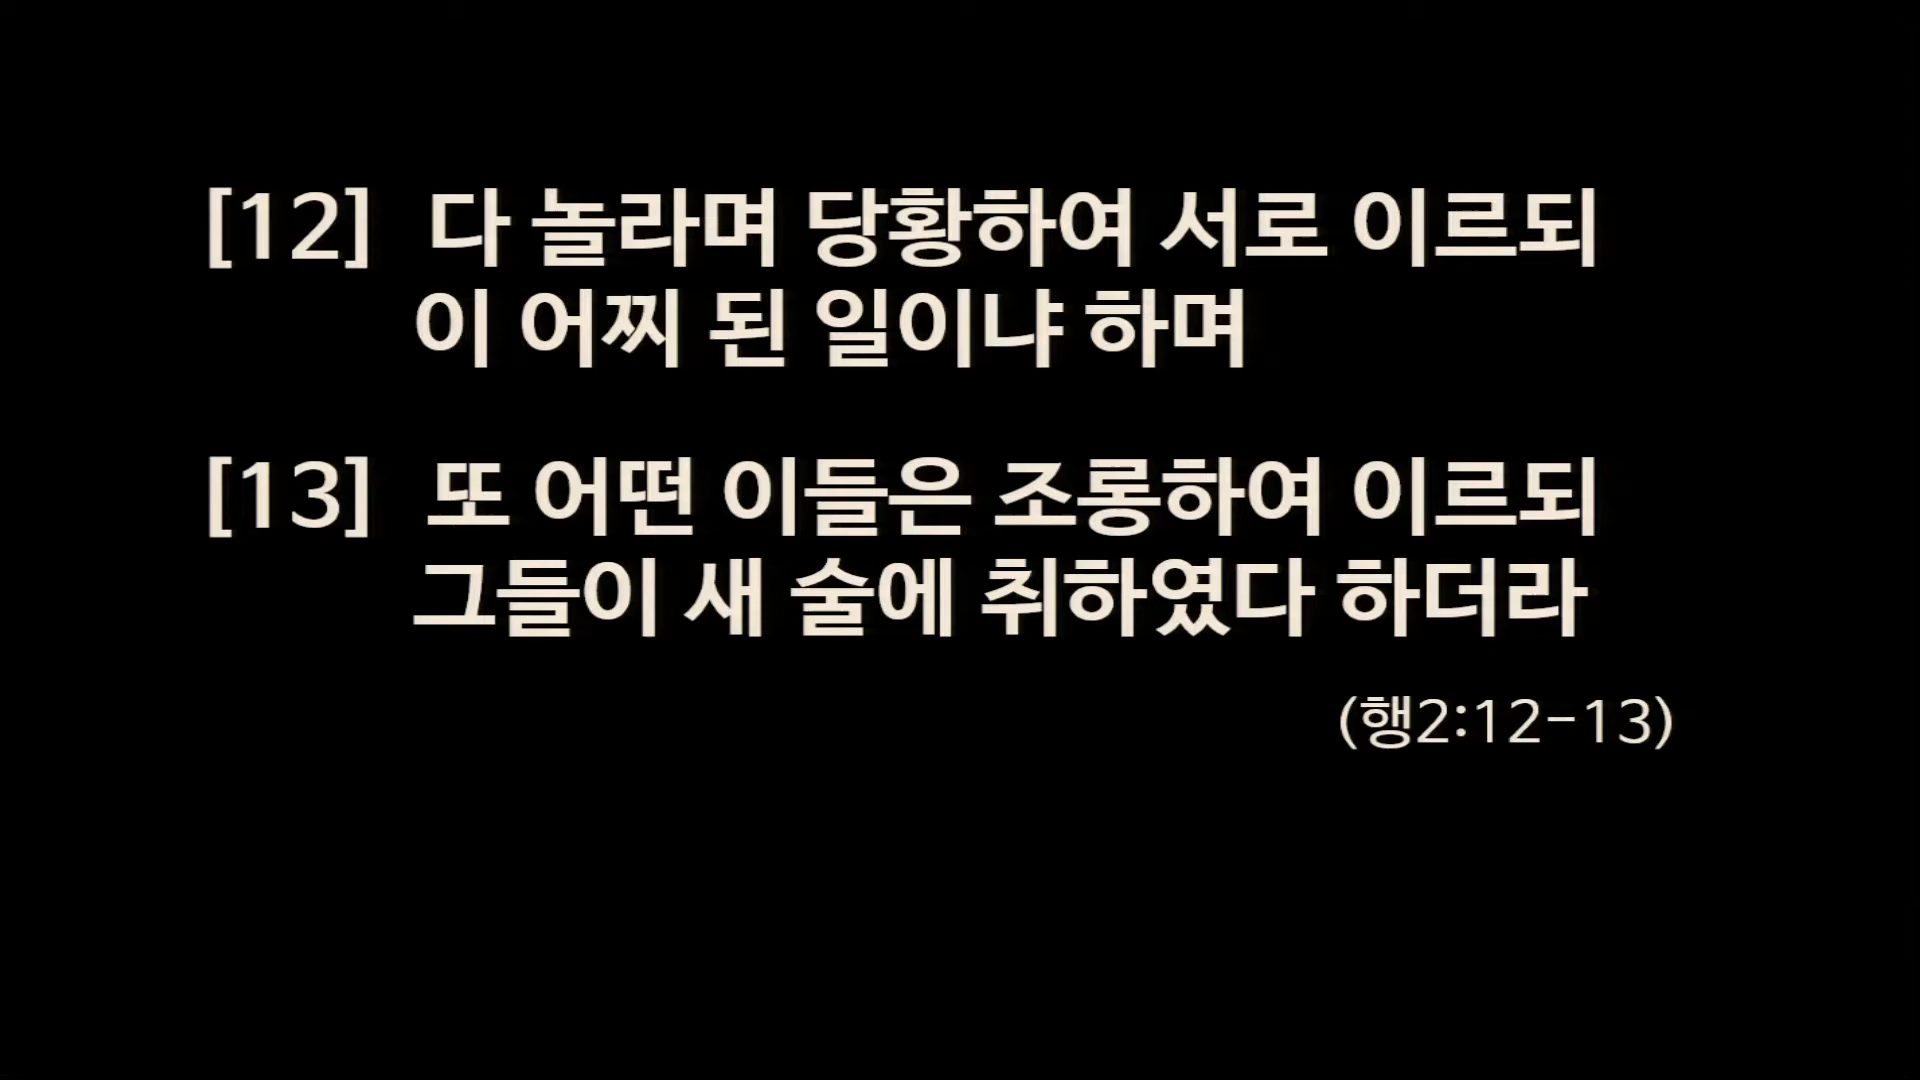 [12] 다 놀라며 당황하여 서로 이르되
이 어찌 된 일이냐 하며
[13] 또 어떤 이들은 조롱하여 이르되
그들이 새 술에 취하였다 하더라
(행2:12-13)